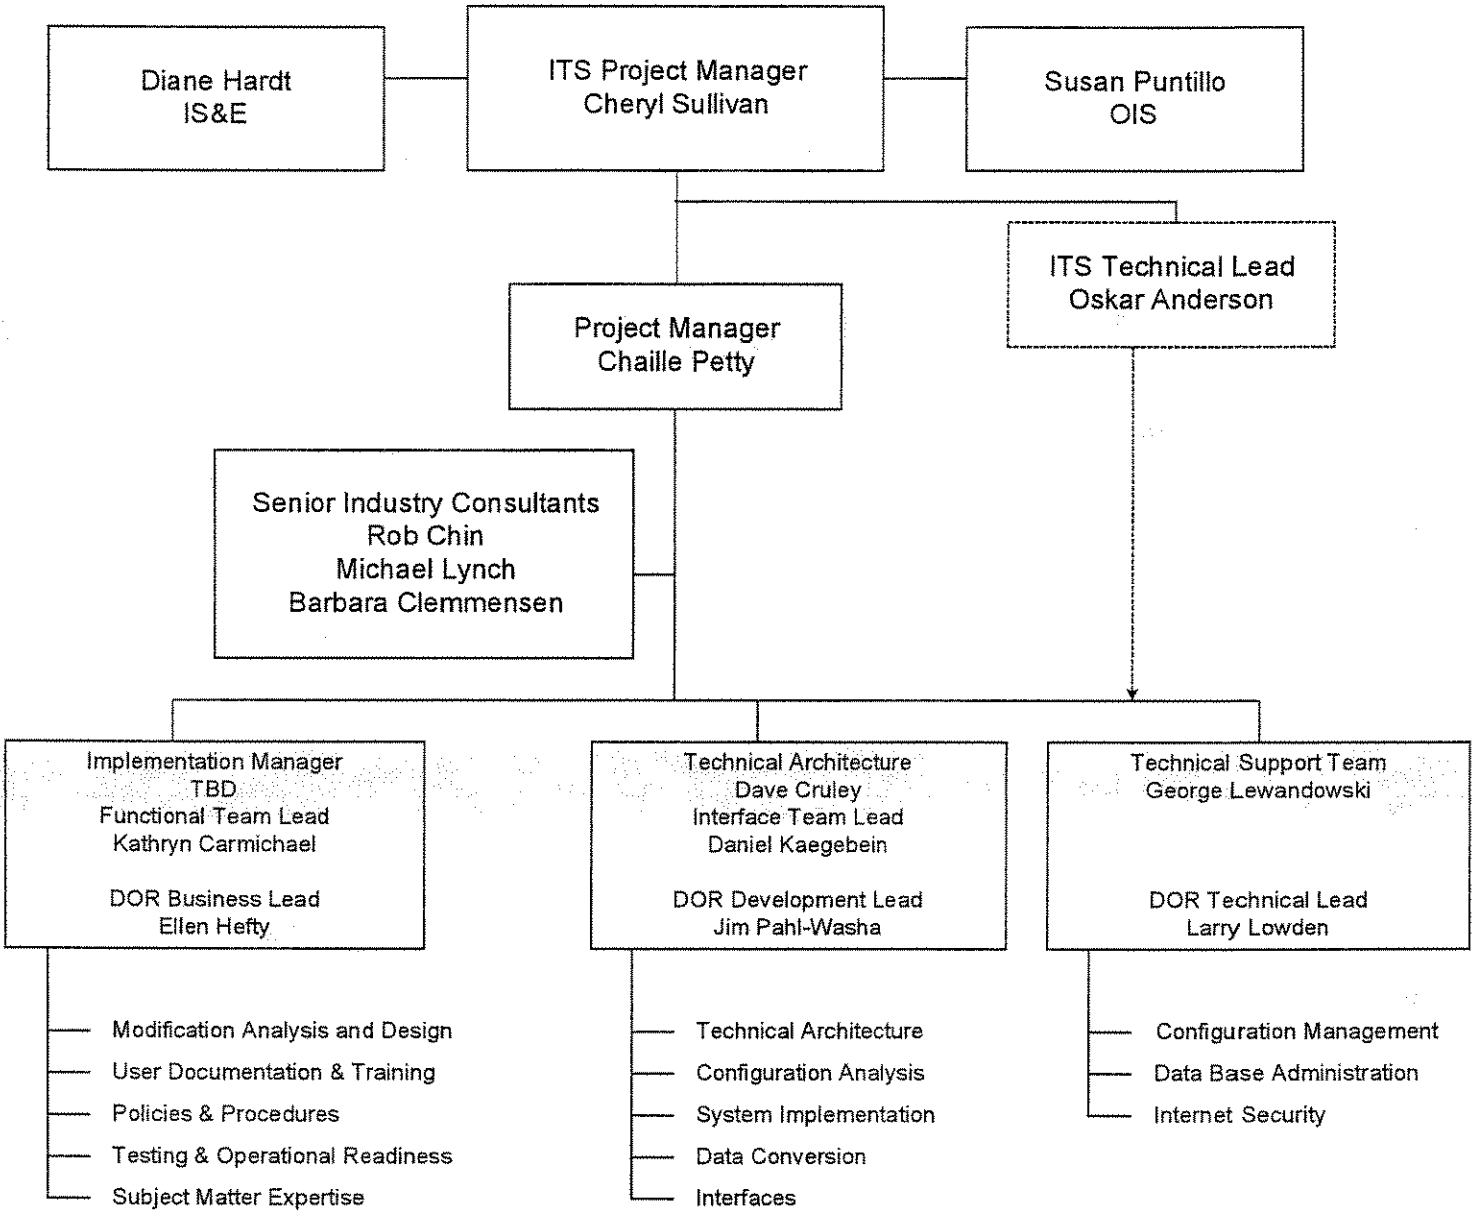 Diane Hardt
IS&E
ITS Project Manager
Cheryl Sullivan
Susan Puntillo
OIS
ITS Technical Lead
Oskar Anderson
Project Manager
Chaille Petty
Senior Industry Consultants
Rob Chin
Michael Lynch
Barbara Clemmensen
Implementation Manager
TBD
Functional Team Lead
Kathryn Carmichael
DOR Business Lead
Ellen Hefty
Technical Architecture
Dave Cruley
Interface Team Lead
Daniel Kaegebein
DOR Development Lead
Jim Pahl-Washa
Technical Support Team
George Lewandowski
DOR Technical Lead
Larry Lowden
Modification Analysis and Design
User Documentation & Training
Policies & Procedures
Testing & Operational Readiness
Subject Matter Expertise
Technical Architecture
Configuration Analysis
System Implementation
Data Conversion
Interfaces
Configuration Management
Data Base Administration
Internet Security